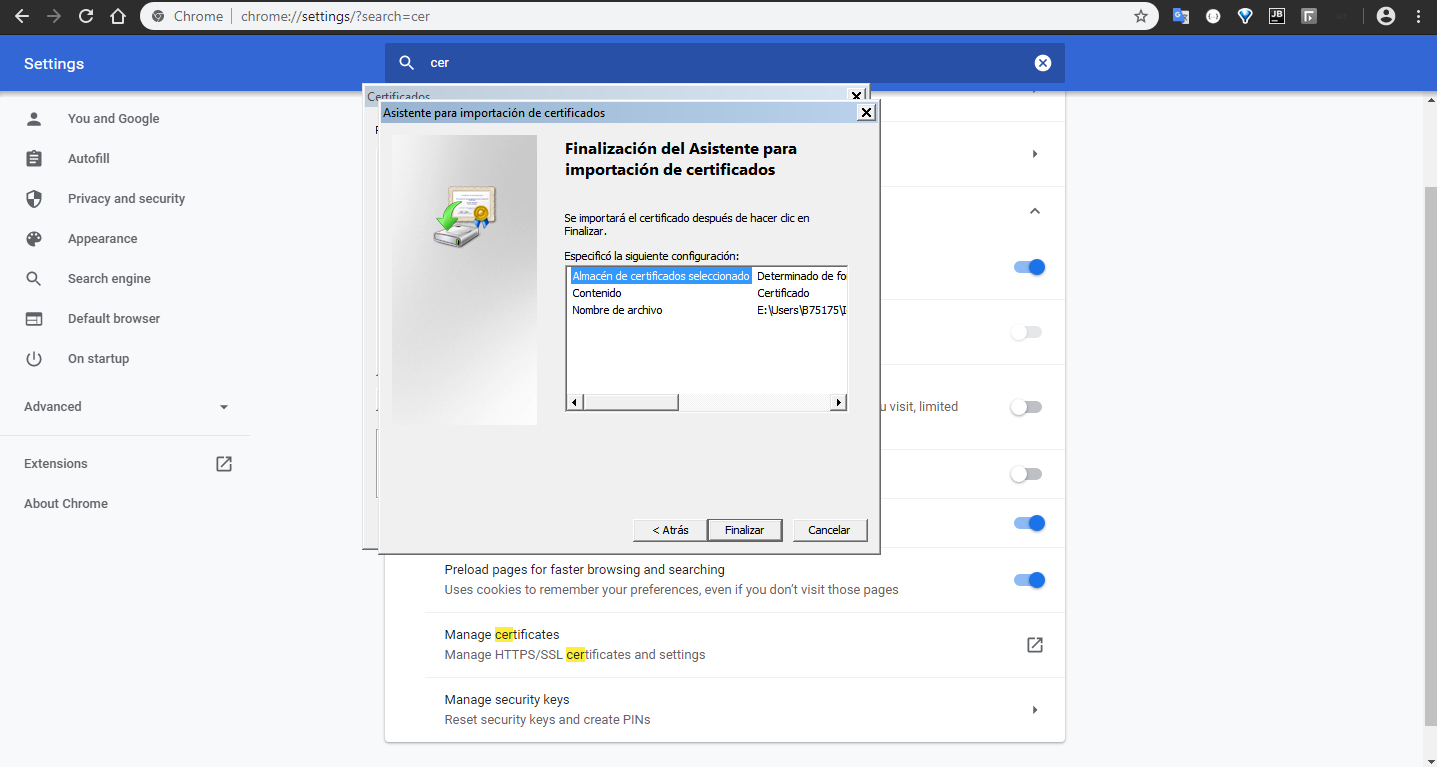 Chrome
chrome://settings/?search=cer
JB
Settings
cer
You and Google
Autofill
Privacy and security
Appearance
Search engine
Default browser
On startup
Advanced
Extensions
About Chrome
Certificados
Asistente para importación de certificados
Finalización del Asistente para
importación de certificados
Se importará el certificado después de hacer clic en
Finalizar.
Especificó la siguiente configuración:
Almacén de certificados seleccionado Determinado de
Contenido Certificado
Nombre de archivo E:\Users\B75175\
< Atrás
Finalizar
Cancelar
visit, limited
Preload pages for faster browsing and searching
Uses cookies to remember your preferences, even if you don't visit those pages
Manage certificates
Manage HTTPS/SSL certificates and settings
Manage security keys
Reset security keys and create PINs